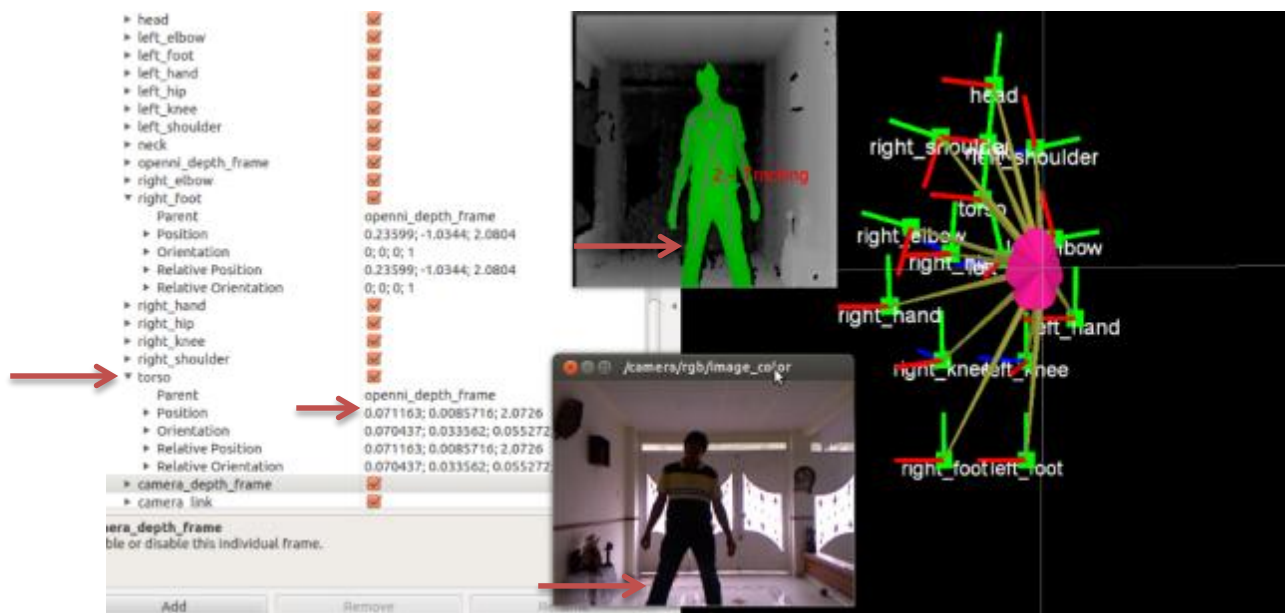 head
left_elbow
left_foot
left_hand
left_hip
left_knee
left_shoulder
neck
openni_depth_frame
right_elbow
right_foot
Parent openni_depth_frame
Position 0.23599; -1.0344; 2.0804
Orientation 0; 0; 0; 1
Relative Position 0.23599; -1.0344; 2.0804
Relative Orientation 0; 0; 0; 1
right_hand
right_hip
right_knee
right_shoulder
torso
Parent openni_depth_frame
Position 0.071163; 0.0085716; 2.0726
Orientation 0.070437; 0.033562; 0.055272;
Relative Position 0.071163; 0.0085716; 2.0726
Relative Orientation 0.070437; 0.033562; 0.055272;
camera_depth_frame
camera_link
era_depth_frame
ble or disable this individual frame.
Add Remove
/camera/rgb/image_color
head
right_shoulder
left_shoulder
torso
right_elbow
right_hand
left_hand
right_knee
left_knee
right_foot
left_foot